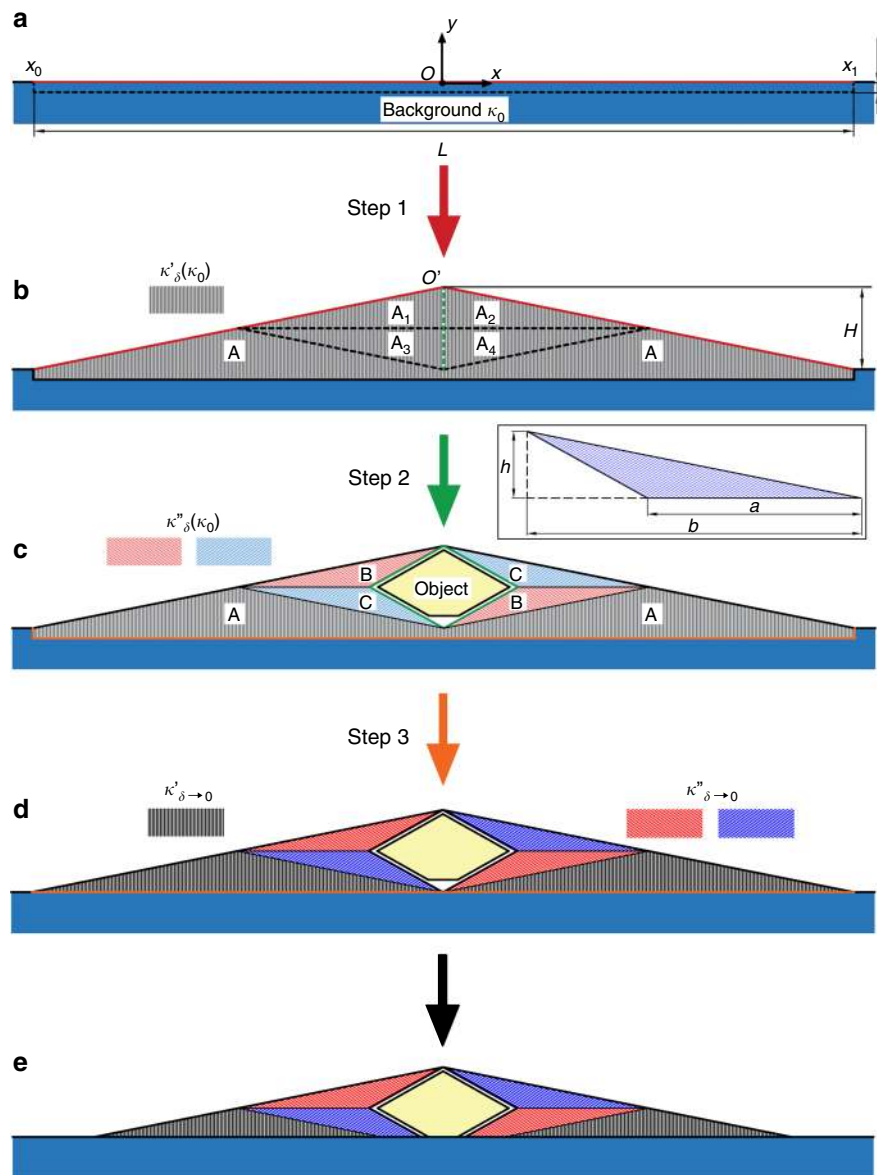 a
y
x₀ O x x₁
Background κ₀
L
Step 1
κ'δ(κ₀)
b
O'
A₁ A₂
H
A A₃ A₄ A
Step 2
h
a
b
κ"δ(κ₀)
c
B C
Object
A C B A
Step 3
κ'δ→0 κ"δ→0
d
e